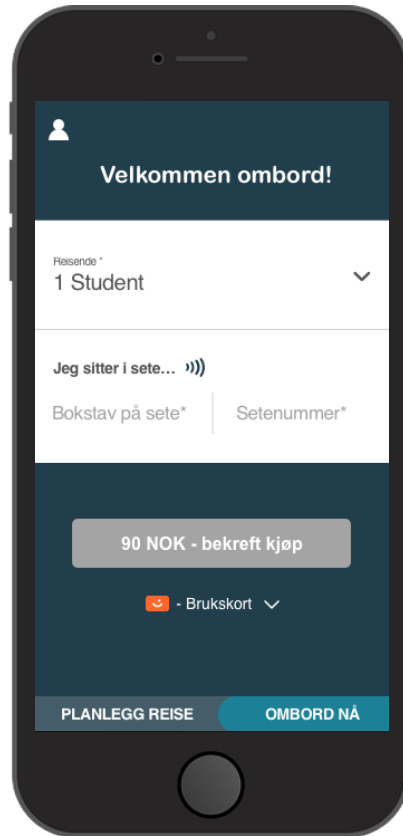 Velkommen ombord!
Reisende *
1 Student
Jeg sitter i sete...
Bokstav på sete* Setenummer*
90 NOK - bekreft kjøp
- Brukskort
PLANLEGG REISE OMBORD NÅ